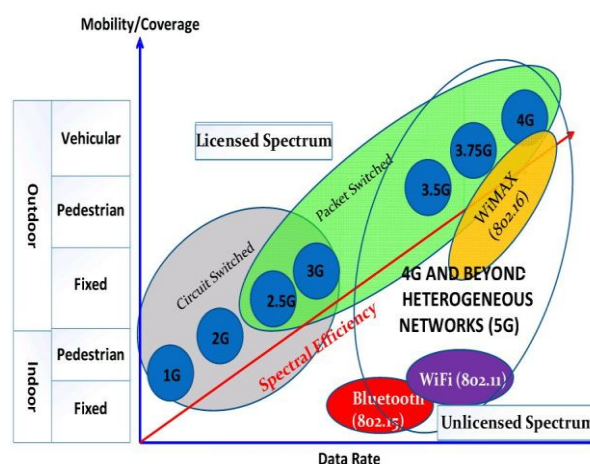 Mobility/Coverage
Outdoor
Indoor
Vehicular
Pedestrian
Fixed
Pedestrian
Fixed
Licensed Spectrum
Circuit Switched
Packet Switched
1G
2G
2.5G
3G
3.5G
3.75G
4G
WiMAX
(802.16)
Spectral Efficiency
4G AND BEYOND
HETEROGENEOUS
NETWORKS (5G)
WiFi (802.11)
Bluetooth
(802.15)
Unlicensed Spectrum
Data Rate